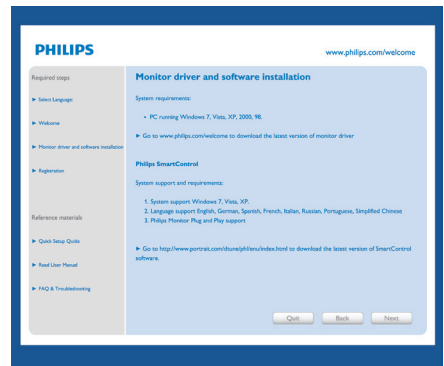 PHILIPS
www.philips.com/welcome
Required steps
Monitor driver and software installation
► Select Language
System requirements:
• PC running Windows 7, Vista, XP, 2000, 98.
► Welcome
► Go to www.philips.com/welcome to download the latest version of monitor driver
► Monitor driver and software installation
Philips SmartControl
► Registration
System support and requirements:
1. System support Windows 7, Vista, XP.
2. Language support English, German, Spanish, French, Italian, Russian, Portuguese, Simplified Chinese
3. Philips Monitor Plug and Play support
Reference materials
► Quick Setup Quide
► Go to http://www.portrait.com/dtune/phl/enu/index.html to download the latest version of SmartControl
software.
► Read User Manual
► FAQ & Troubleshooting
Quit
Back
Next